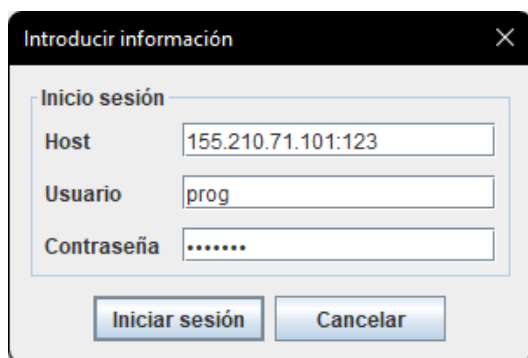 Introducir información
Inicio sesión
Host 155.210.71.101:123
Usuario prog
Contraseña •••••••
Iniciar sesión Cancelar